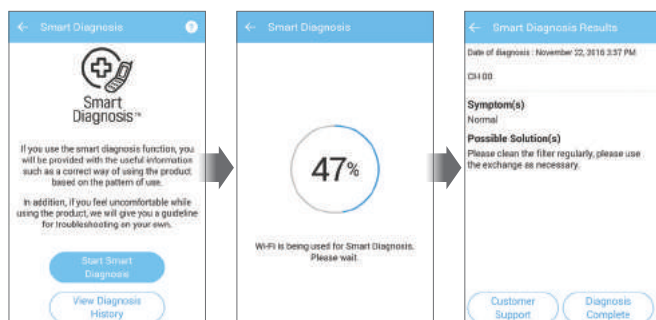 Smart Diagnosis ?
Smart
Diagnosis™
If you use the smart diagnosis function, you
will be provided with the useful information
such as a correct way of using the product
based on the pattern of use.
In addition, if you feel uncomfortable while
using the product, we will give you a guideline
for troubleshooting on your own.
Start Smart
Diagnosis
View Diagnosis
History
Smart Diagnosis
47%
Wi-Fi is being used for Smart Diagnosis.
Please wait.
Smart Diagnosis Results
Date of diagnosis : November 22, 2016 3:57 PM
CH 00
Symptom(s)
Normal
Possible Solution(s)
Please clean the filter regularly, please use
the exchange as necessary.
Customer
Support
Diagnosis
Complete